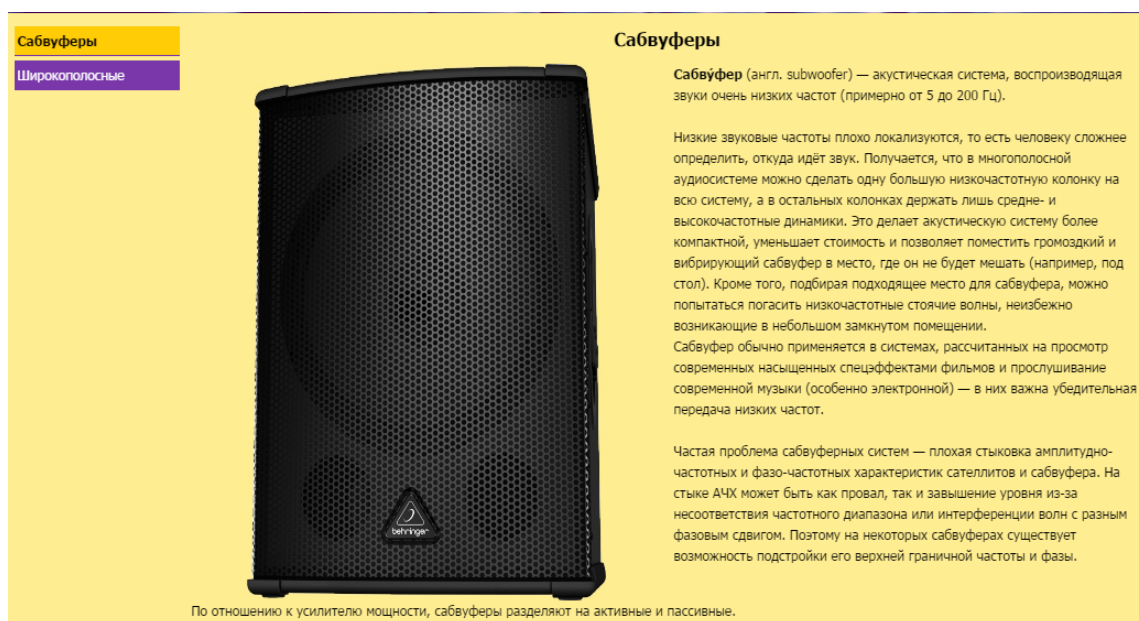 Сабвуферы
Широкополосные
Сабвуферы
Сабву́фер (англ. subwoofer) — акустическая система, воспроизводящая
звуки очень низких частот (примерно от 5 до 200 Гц).
Низкие звуковые частоты плохо локализуются, то есть человеку сложнее
определить, откуда идёт звук. Получается, что в многополосной
аудиосистеме можно сделать одну большую низкочастотную колонку на
всю систему, а в остальных колонках держать лишь средне- и
высокочастотные динамики. Это делает акустическую систему более
компактной, уменьшает стоимость и позволяет поместить громоздкий и
вибрирующий сабвуфер в место, где он не будет мешать (например, под
стол). Кроме того, подбирая подходящее место для сабвуфера, можно
попытаться погасить низкочастотные стоячие волны, неизбежно
возникающие в небольшом замкнутом помещении.
Сабвуфер обычно применяется в системах, рассчитанных на просмотр
современных насыщенных спецэффектами фильмов и прослушивание
современной музыки (особенно электронной) — в них важна убедительная
передача низких частот.
Частая проблема сабвуферных систем — плохая стыковка амплитудно-
частотных и фазо-частотных характеристик сателлитов и сабвуфера. На
стыке АЧХ может быть как провал, так и завышение уровня из-за
несоответствия частотного диапазона или интерференции волн с разным
фазовым сдвигом. Поэтому на некоторых сабвуферах существует
возможность подстройки его верхней граничной частоты и фазы.
behringer
По отношению к усилителю мощности, сабвуферы разделяют на активные и пассивные.